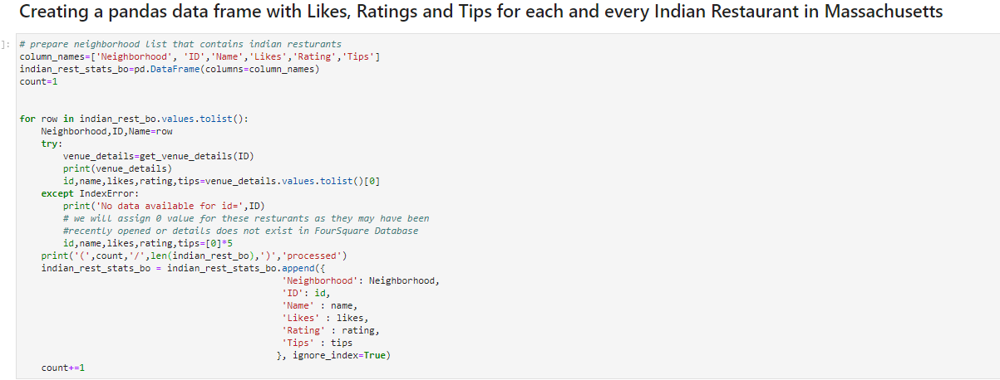 Creating a pandas data frame with Likes, Ratings and Tips for each and every Indian Restaurant in Massachusetts
]: # prepare neighborhood list that contains indian resturants
column_names=['Neighborhood', 'ID','Name','Likes','Rating','Tips']
indian_rest_stats_bo=pd.DataFrame(columns=column_names)
count=1
for row in indian_rest_bo.values.tolist():
    Neighborhood,ID,Name=row
    try:
        venue_details=get_venue_details(ID)
        print(venue_details)
        id,name,likes,rating,tips=venue_details.values.tolist()[0]
    except IndexError:
        print('No data available for id=',ID)
        # we will assign 0 value for these resturants as they may have been
        #recently opened or details does not exist in FourSquare Database
        id,name,likes,rating,tips=[0]*5
    print('(',count,'/',len(indian_rest_bo),')','processed')
    indian_rest_stats_bo = indian_rest_stats_bo.append({
                                                'Neighborhood': Neighborhood,
                                                'ID': id,
                                                'Name' : name,
                                                'Likes' : likes,
                                                'Rating' : rating,
                                                'Tips' : tips
                                               }, ignore_index=True)
    count+=1